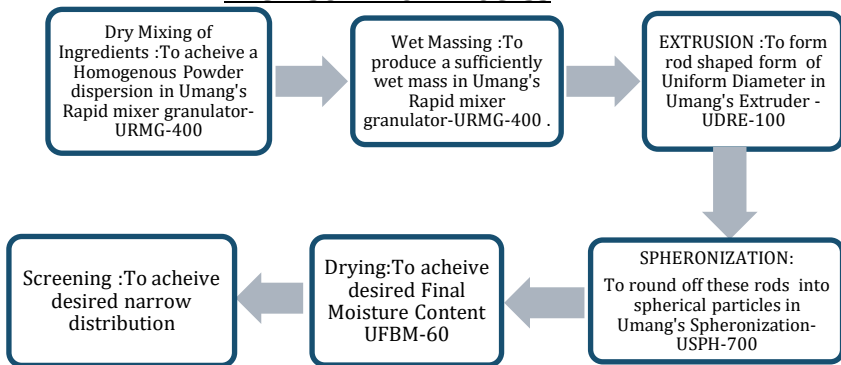 Dry Mixing of
Ingredients :To acheive a
Homogenous Powder
dispersion in Umang's
Rapid mixer granulator-
URMG-400
Wet Massing :To
produce a sufficiently
wet mass in Umang's
Rapid mixer
granulator-URMG-400 .
EXTRUSION :To form
rod shaped form of
Uniform Diameter in
Umang's Extruder -
UDRE-100
SPHERONIZATION:
To round off these rods into
spherical particles in
Umang's Spheronization-
USPH-700
Drying:To acheive
desired Final
Moisture Content
UFBM-60
Screening :To acheive
desired narrow
distribution